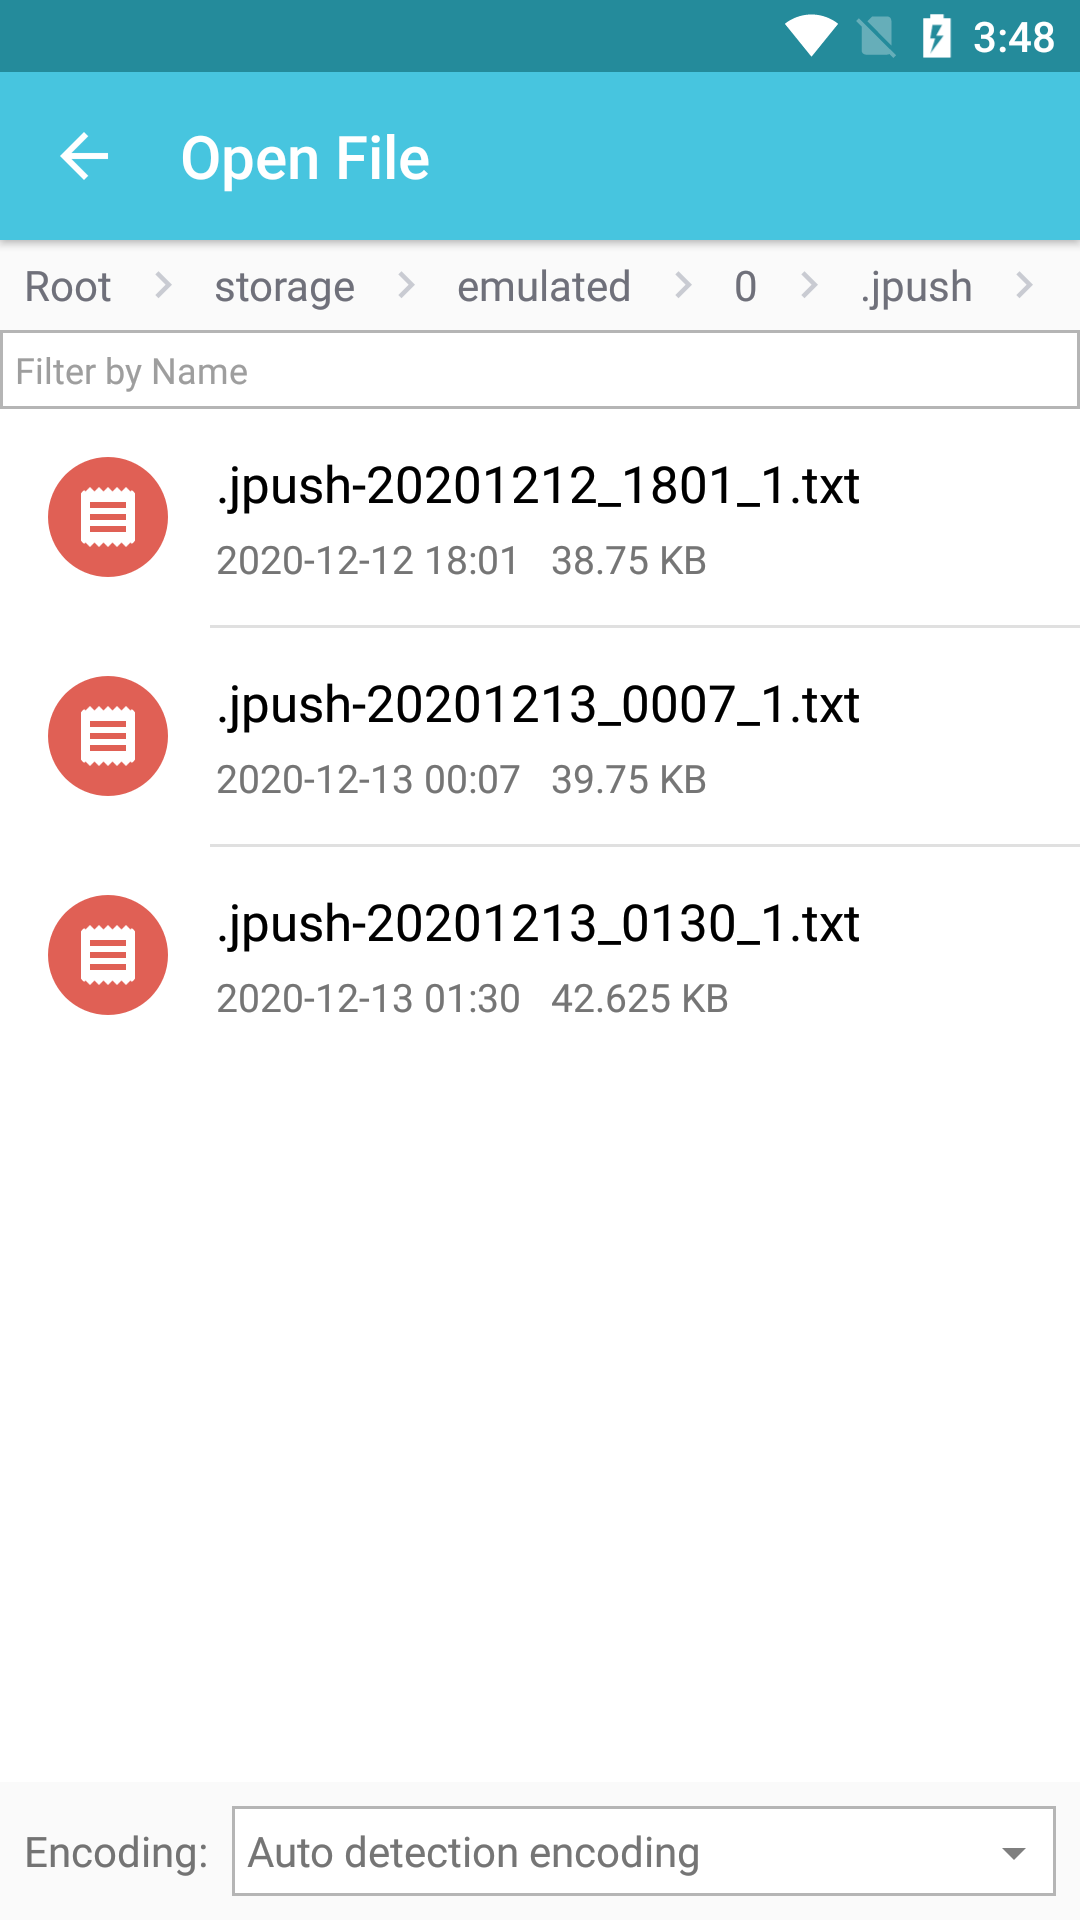 3:48
Open File
Root storage emulated 0 .jpush
Filter by Name
.jpush-20201212_1801_1.txt
2020-12-12 18:01 38.75 KB
.jpush-20201213_0007_1.txt
2020-12-13 00:07 39.75 KB
.jpush-20201213_0130_1.txt
2020-12-13 01:30 42.625 KB
Encoding: Auto detection encoding